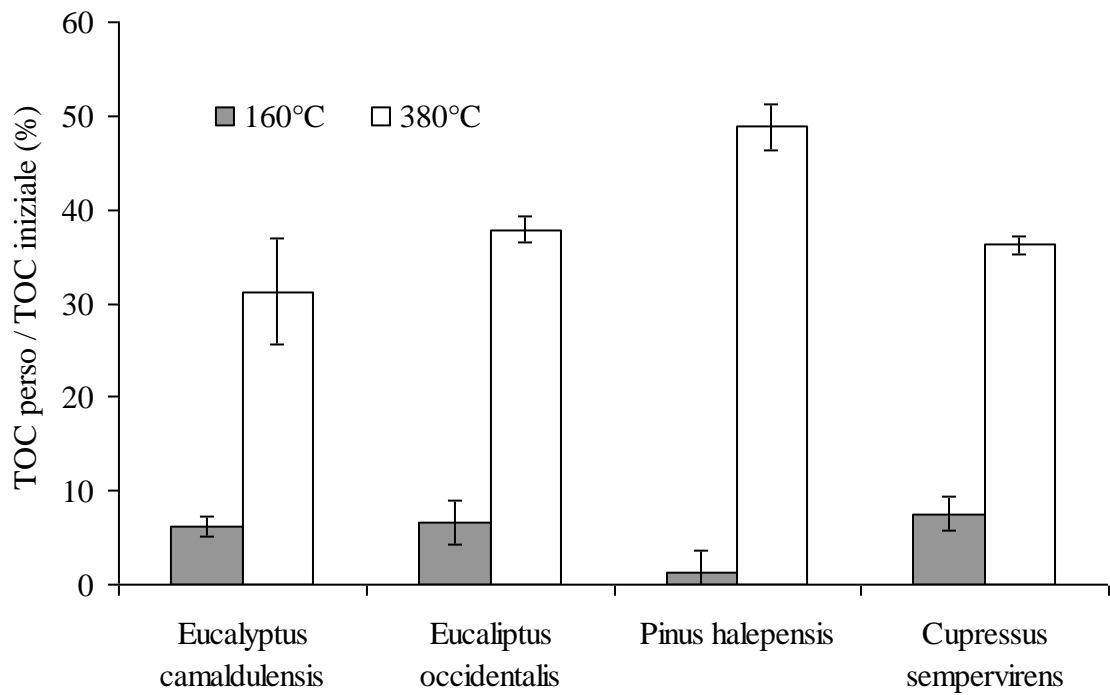 TOC perso / TOC iniziale (%)
60
50
40
30
20
10
0
160°C 380°C
Eucalyptus
camaldulensis
Eucaliptus
occidentalis
Pinus halepensis
Cupressus
sempervirens